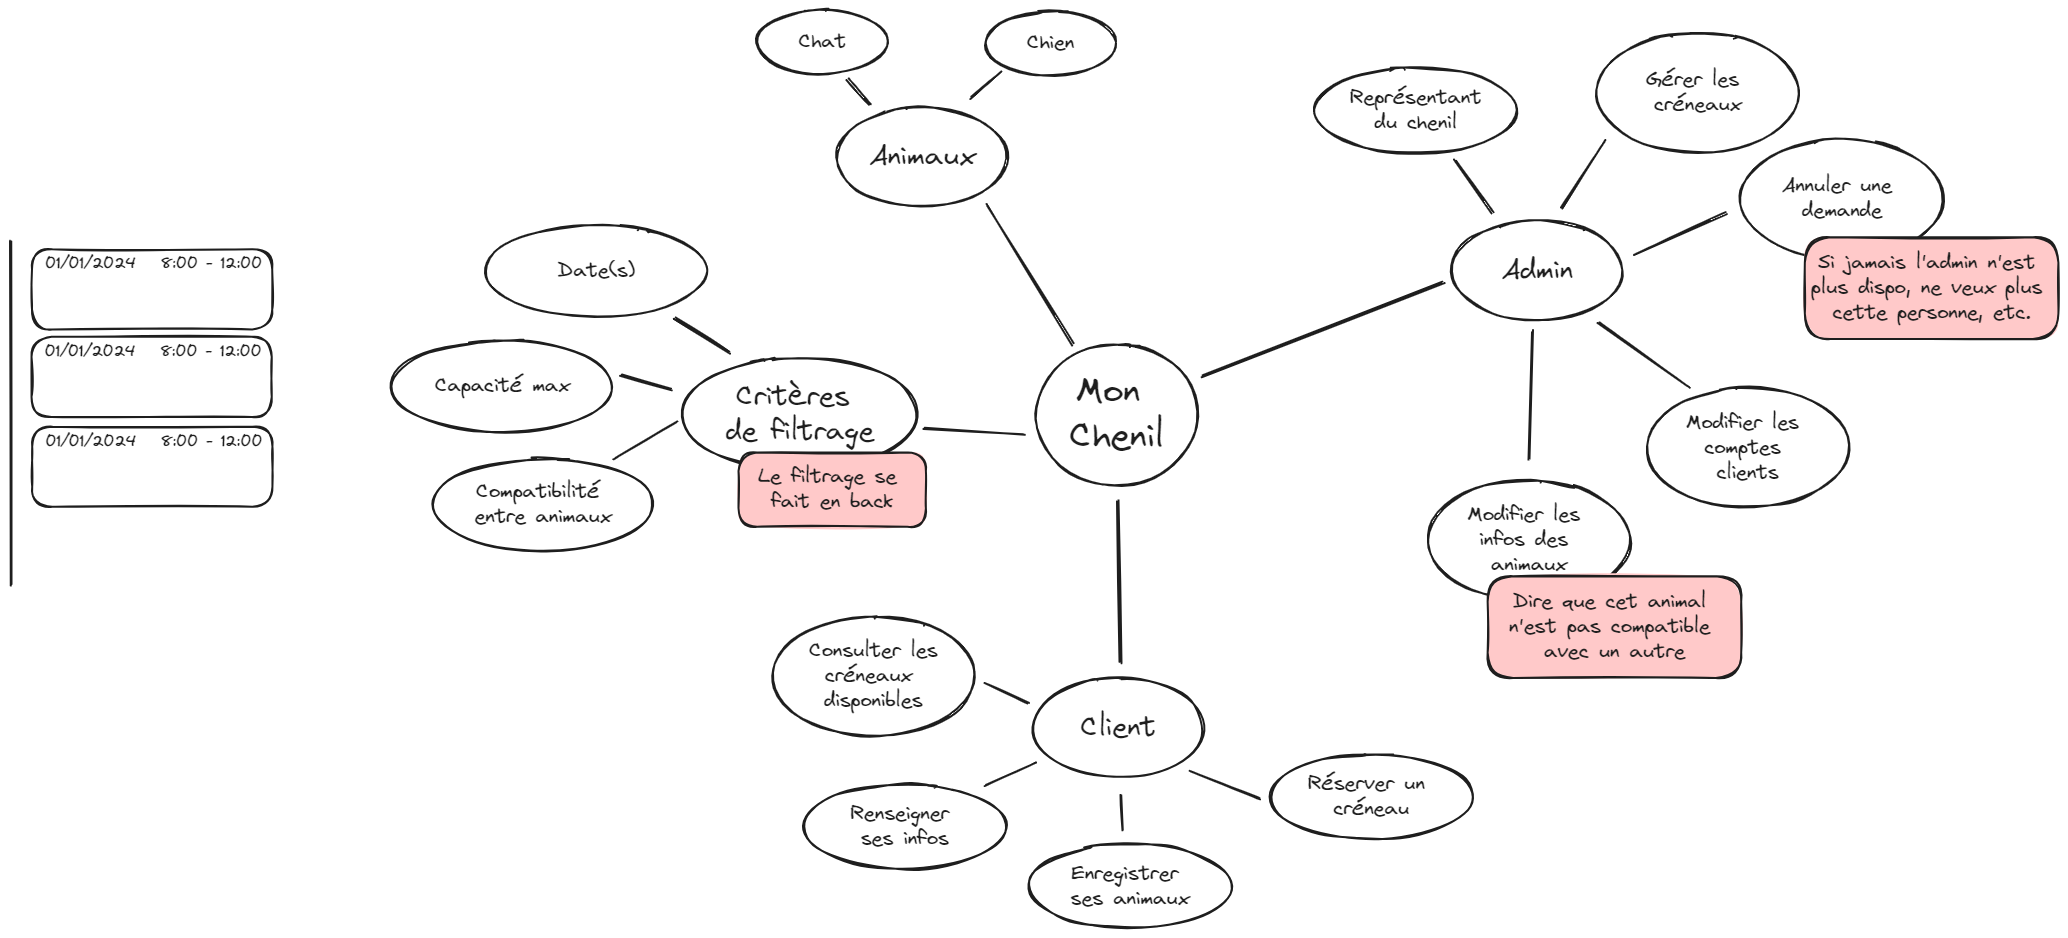 Chat
Chien
Animaux
Représentant
du chenil
Gérer les
créneaux
Annuler une
demande
Si jamais l'admin n'est
plus dispo, ne veux plus
cette personne, etc.
Admin
Modifier les
comptes
clients
Modifier les
infos des
animaux
Dire que cet animal
n'est pas compatible
avec un autre
01/01/2024 8:00 - 12:00
01/01/2024 8:00 - 12:00
01/01/2024 8:00 - 12:00
Date(s)
Capacité max
Compatibilité
entre animaux
Critères
de filtrage
Le filtrage se
fait en back
Mon
Chenil
Consulter les
créneaux
disponibles
Client
Renseigner
ses infos
Enregistrer
ses animaux
Réserver un
créneau